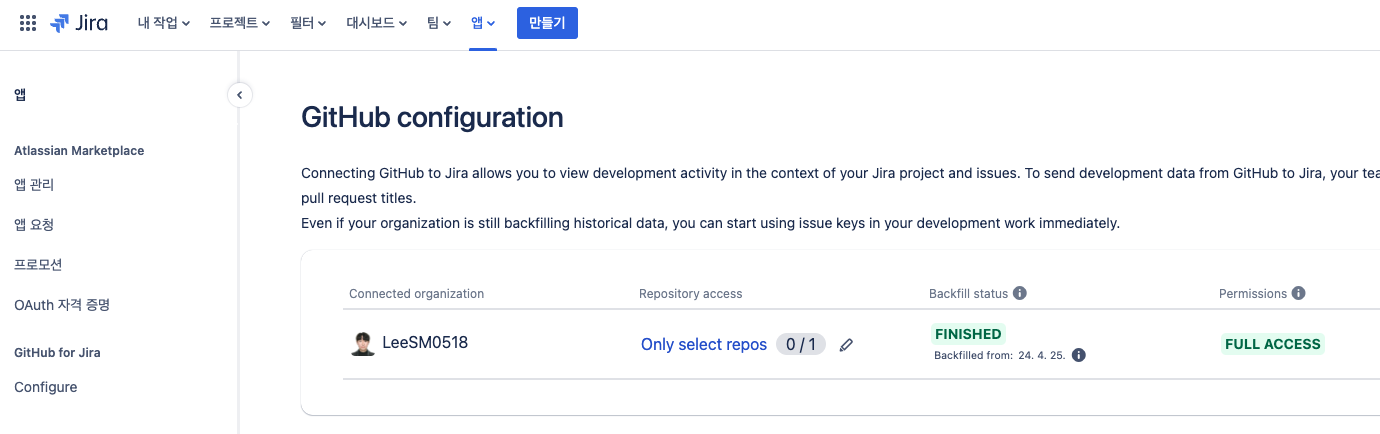 Jira 내 작업 프로젝트 필터 대시보드 팀 앱 만들기
앱
Atlassian Marketplace
앱 관리
앱 요청
프로모션
OAuth 자격 증명
GitHub for Jira
Configure
GitHub configuration
Connecting GitHub to Jira allows you to view development activity in the context of your Jira project and issues. To send development data from GitHub to Jira, your tea
pull request titles.
Even if your organization is still backfilling historical data, you can start using issue keys in your development work immediately.
Connected organization Repository access Backfill status Permissions
LeeSM0518 Only select repos 0 / 1 FINISHED FULL ACCESS
Backfilled from: 24. 4. 25.